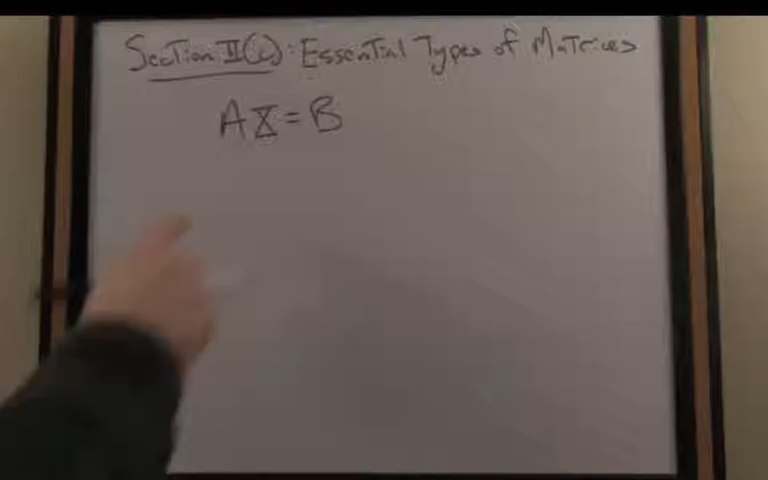 Section II(c): Essential Types of Matrices
AX = B